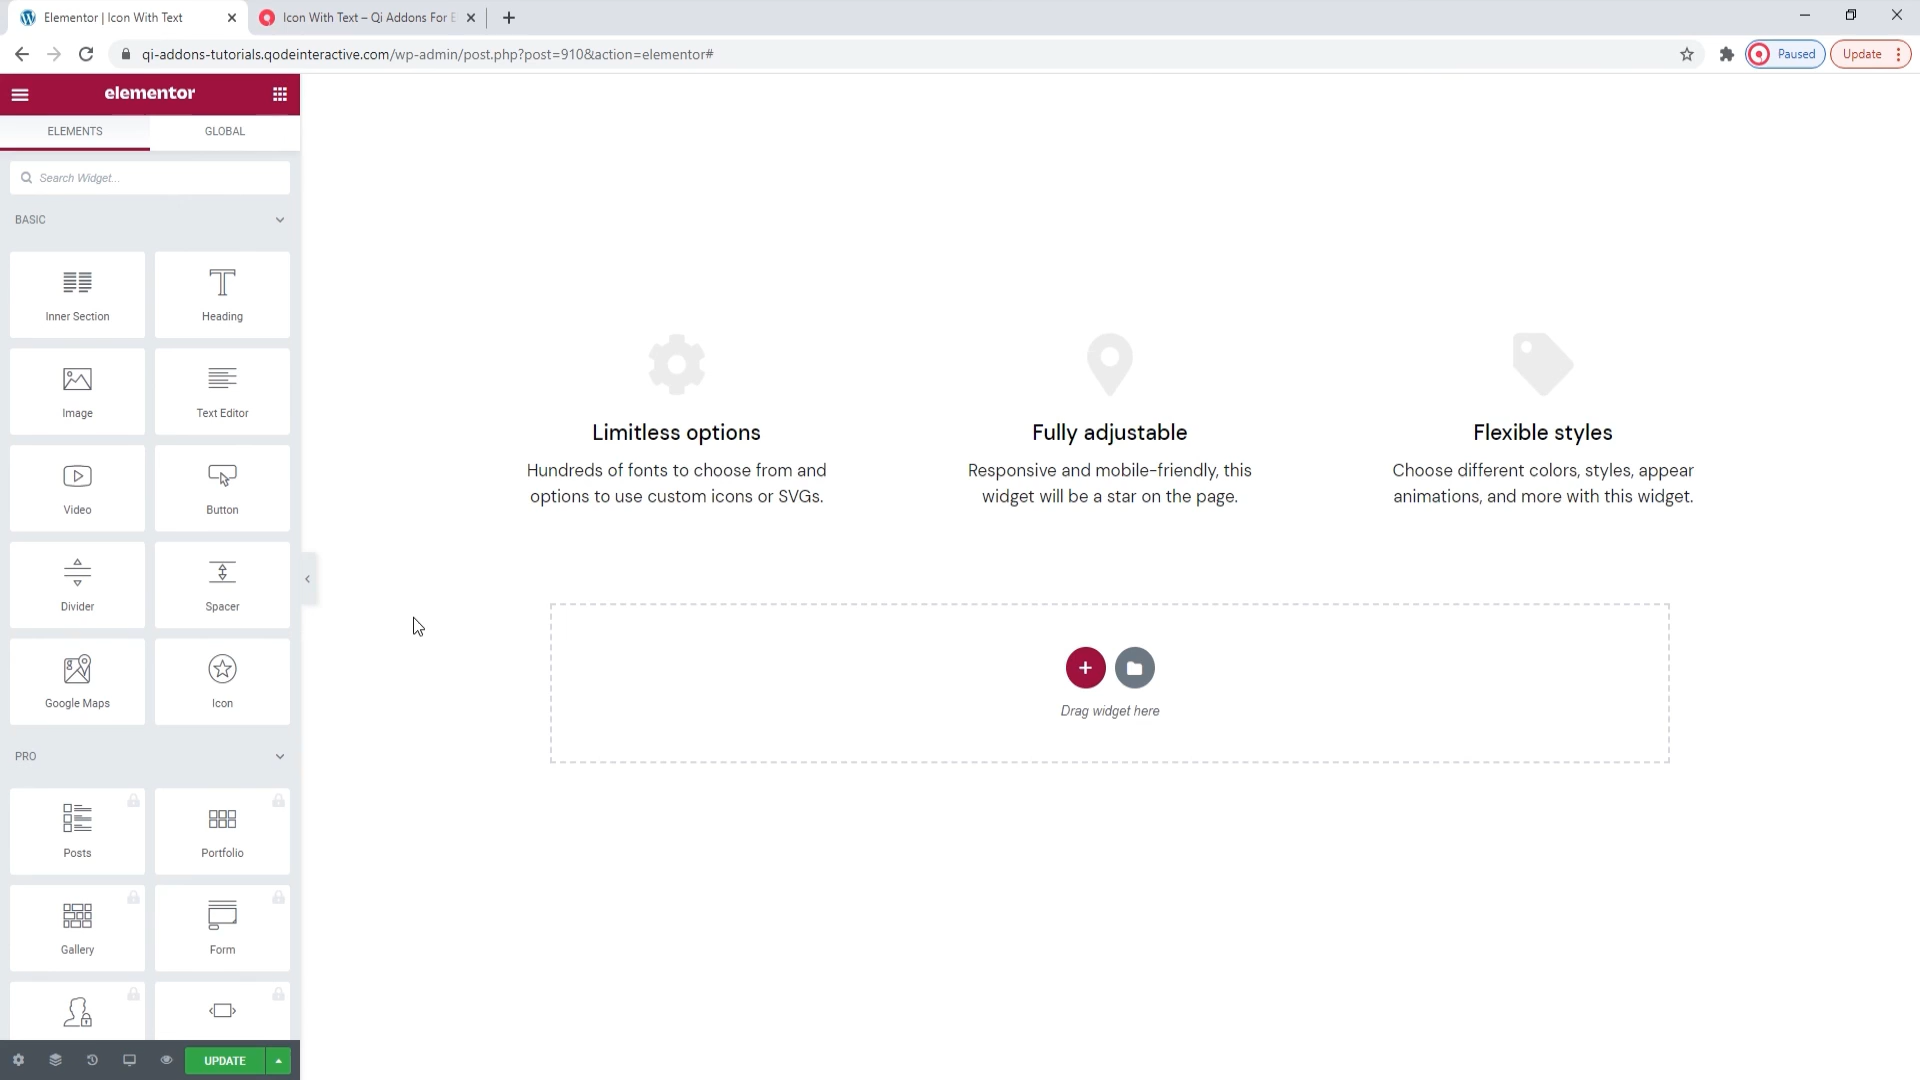 Elementor | Icon With Text
Icon With Text – Qi Addons For E
qi-addons-tutorials.qodeinteractive.com/wp-admin/post.php?post=910&action=elementor#
Paused
Update
elementor
ELEMENTS
GLOBAL
Search Widget...
BASIC
Inner Section
Heading
Image
Text Editor
Video
Button
Divider
Spacer
Google Maps
Icon
PRO
Posts
Portfolio
Gallery
Form
UPDATE
Limitless options
Hundreds of fonts to choose from and
options to use custom icons or SVGs.
Fully adjustable
Responsive and mobile-friendly, this
widget will be a star on the page.
Flexible styles
Choose different colors, styles, appear
animations, and more with this widget.
Drag widget here